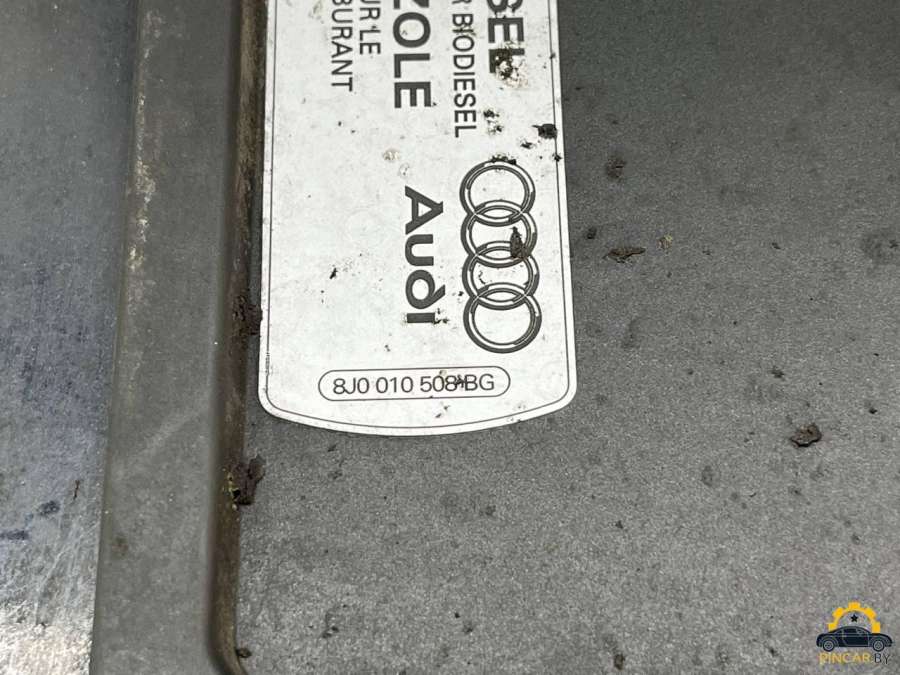 SEL
R BIODIESEL
ZOLE
UR LE
BURANT
Audi
8J0 010 508 BG
PINCAR.BY